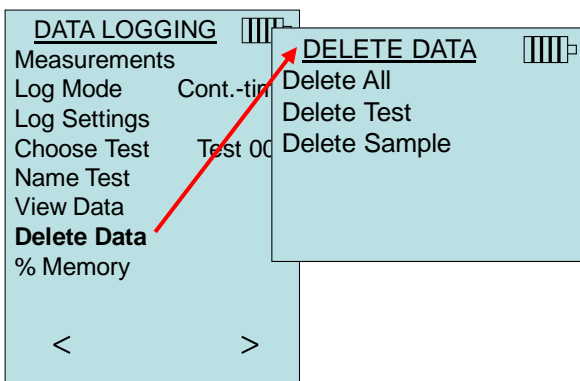 DATA LOGGING
Measurements
Log Mode Cont.-tim
Log Settings
Choose Test Test 00
Name Test
View Data
Delete Data
% Memory
< >
DELETE DATA
Delete All
Delete Test
Delete Sample